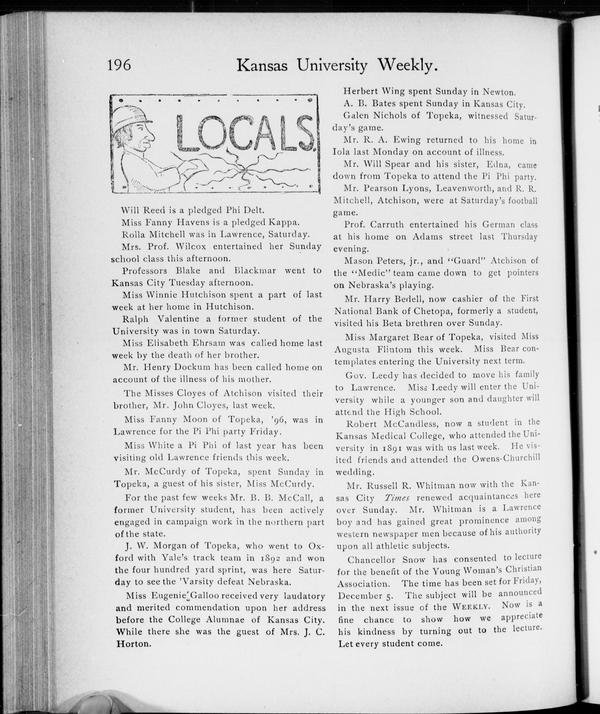 196
Kansas University Weekly.
LOCALS
Will Reed is a pledged Phi Delt.
Miss Fanny Havens is a pledged Kappa.
Rolla Mitchell was in Lawrence, Saturday.
Mrs. Prof. Wilcox entertained her Sunday
school class this afternoon.
Professors Blake and Blackmar went to
Kansas City Tuesday afternoon.
Miss Winnie Hutchison spent a part of last
week at her home in Hutchison.
Ralph Valentine a former student of the
University was in town Saturday.
Miss Elisabeth Ehrsam was called home last
week by the death of her brother.
Mr. Henry Dockum has been called home on
account of the illness of his mother.
The Misses Cloyes of Atchison visited their
brother, Mr. John Cloyes, last week.
Miss Fanny Moon of Topeka, '96, was in
Lawrence for the Pi Phi party Friday.
Miss White a Pi Phi of last year has been
visiting old Lawrence friends this week.
Mr. McCurdy of Topeka, spent Sunday in
Topeka, a guest of his sister, Miss McCurdy.
For the past few weeks Mr. B. B. McCall, a
former University student, has been actively
engaged in campaign work in the northern part
of the state.
J. W. Morgan of Topeka, who went to Ox-
ford with Yale's track team in 1892 and won
the four hundred yard sprint, was here Satur-
day to see the 'Varsity defeat Nebraska.
Miss Eugenie Galloo received very laudatory
and merited commendation upon her address
before the College Alumnae of Kansas City.
While there she was the guest of Mrs. J. C.
Horton.
Herbert Wing spent Sunday in Newton.
A. B. Bates spent Sunday in Kansas City.
Galen Nichols of Topeka, witnessed Satur-
day's game.
Mr. R. A. Ewing returned to his home in
Iola last Monday on account of illness.
Mr. Will Spear and his sister, Edna, came
down from Topeka to attend the Pi Phi party.
Mr. Pearson Lyons, Leavenworth, and R. R.
Mitchell, Atchison, were at Saturday's football
game.
Prof. Carruth entertained his German class
at his home on Adams street last Thursday
evening.
Mason Peters, jr., and "Guard" Atchison of
the "Medic" team came down to get pointers
on Nebraska's playing.
Mr. Harry Bedell, now cashier of the First
National Bank of Chetopa, formerly a student,
visited his Beta brethren over Sunday.
Miss Margaret Bear of Topeka, visited Miss
Augusta Flintom this week. Miss Bear con-
templates entering the University next term.
Gov. Leedy has decided to move his family
to Lawrence. Miss Leedy will enter the Uni-
versity while a younger son and daughter will
attend the High School.
Robert McCandless, now a student in the
Kansas Medical College, who attended the Uni-
versity in 1891 was with us last week. He vis-
ited friends and attended the Owens-Churchill
wedding.
Mr. Russell R. Whitman now with the Kan-
sas City Times renewed acquaintances here
over Sunday. Mr. Whitman is a Lawrence
boy and has gained great prominence among
western newspaper men because of his authority
upon all athletic subjects.
Chancellor Snow has consented to lecture
for the benefit of the Young Woman's Christian
Association. The time has been set for Friday,
December 5. The subject will be announced
in the next issue of the WEEKLY. Now is a
fine chance to show how we appreciate
his kindness by turning out to the lecture.
Let every student come.